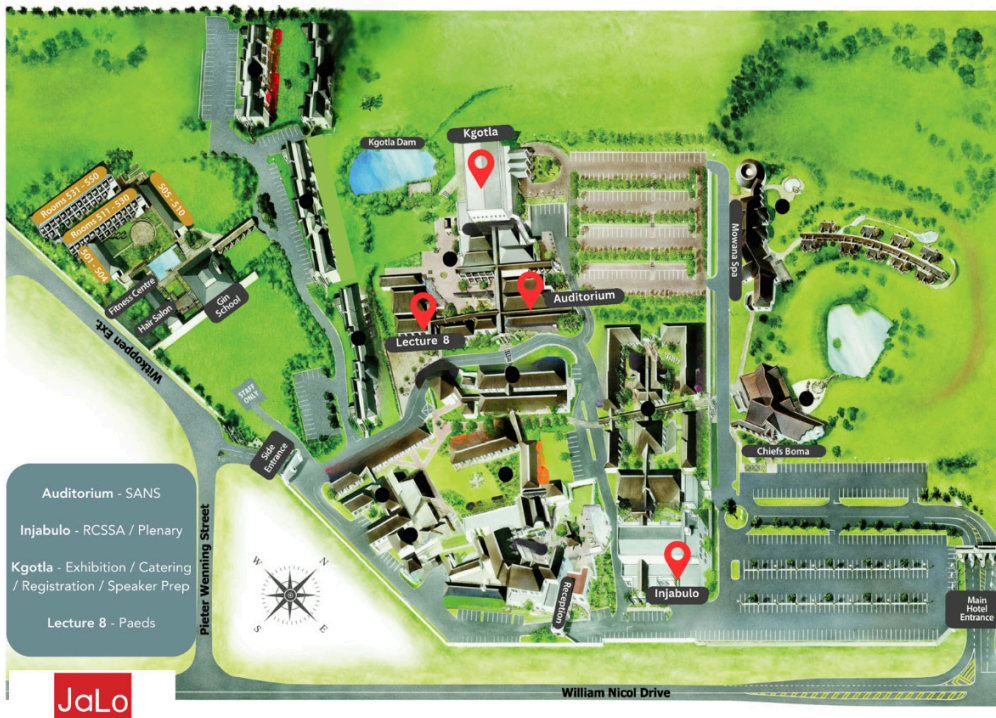 Kgotla
Kgotla Dam
Rooms 531 - 550
Rooms 511 - 530
505 - 510
501 - 504
Fitness Centre
Hair Salon
Gin
School
Mowana Spa
Auditorium
Lecture 8
Witkoppen Ext.
STAFF
ONLY
Side
Entrance
Chiefs Boma
Auditorium - SANS
Injabulo - RCSSA / Plenary
Kgotla - Exhibition / Catering
/ Registration / Speaker Prep
Lecture 8 - Paeds
Pieter Wenning Street
W
N
S
E
Reception
Injabulo
Main
Hotel
Entrance
William Nicol Drive
JaLo